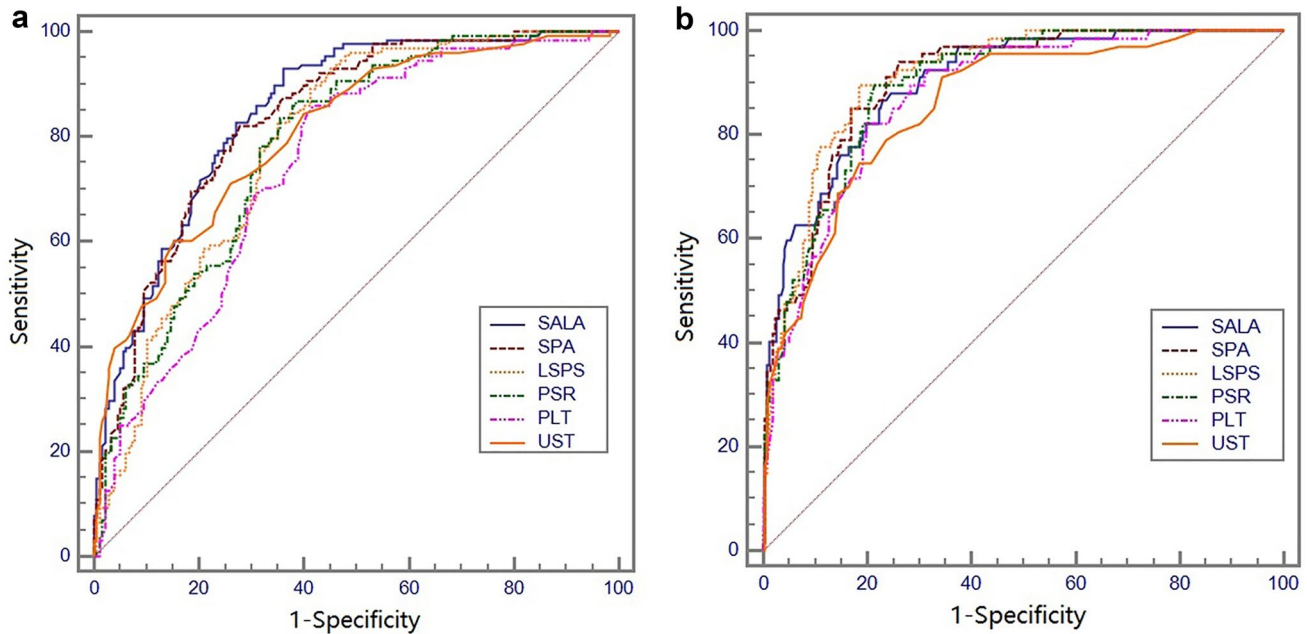 a
100
80
60
40
20
0
Sensitivity
SALA
SPA
LSPS
PSR
PLT
UST
0 20 40 60 80 100
1-Specificity
b
100
80
60
40
20
0
Sensitivity
SALA
SPA
LSPS
PSR
PLT
UST
0 20 40 60 80 100
1-Specificity